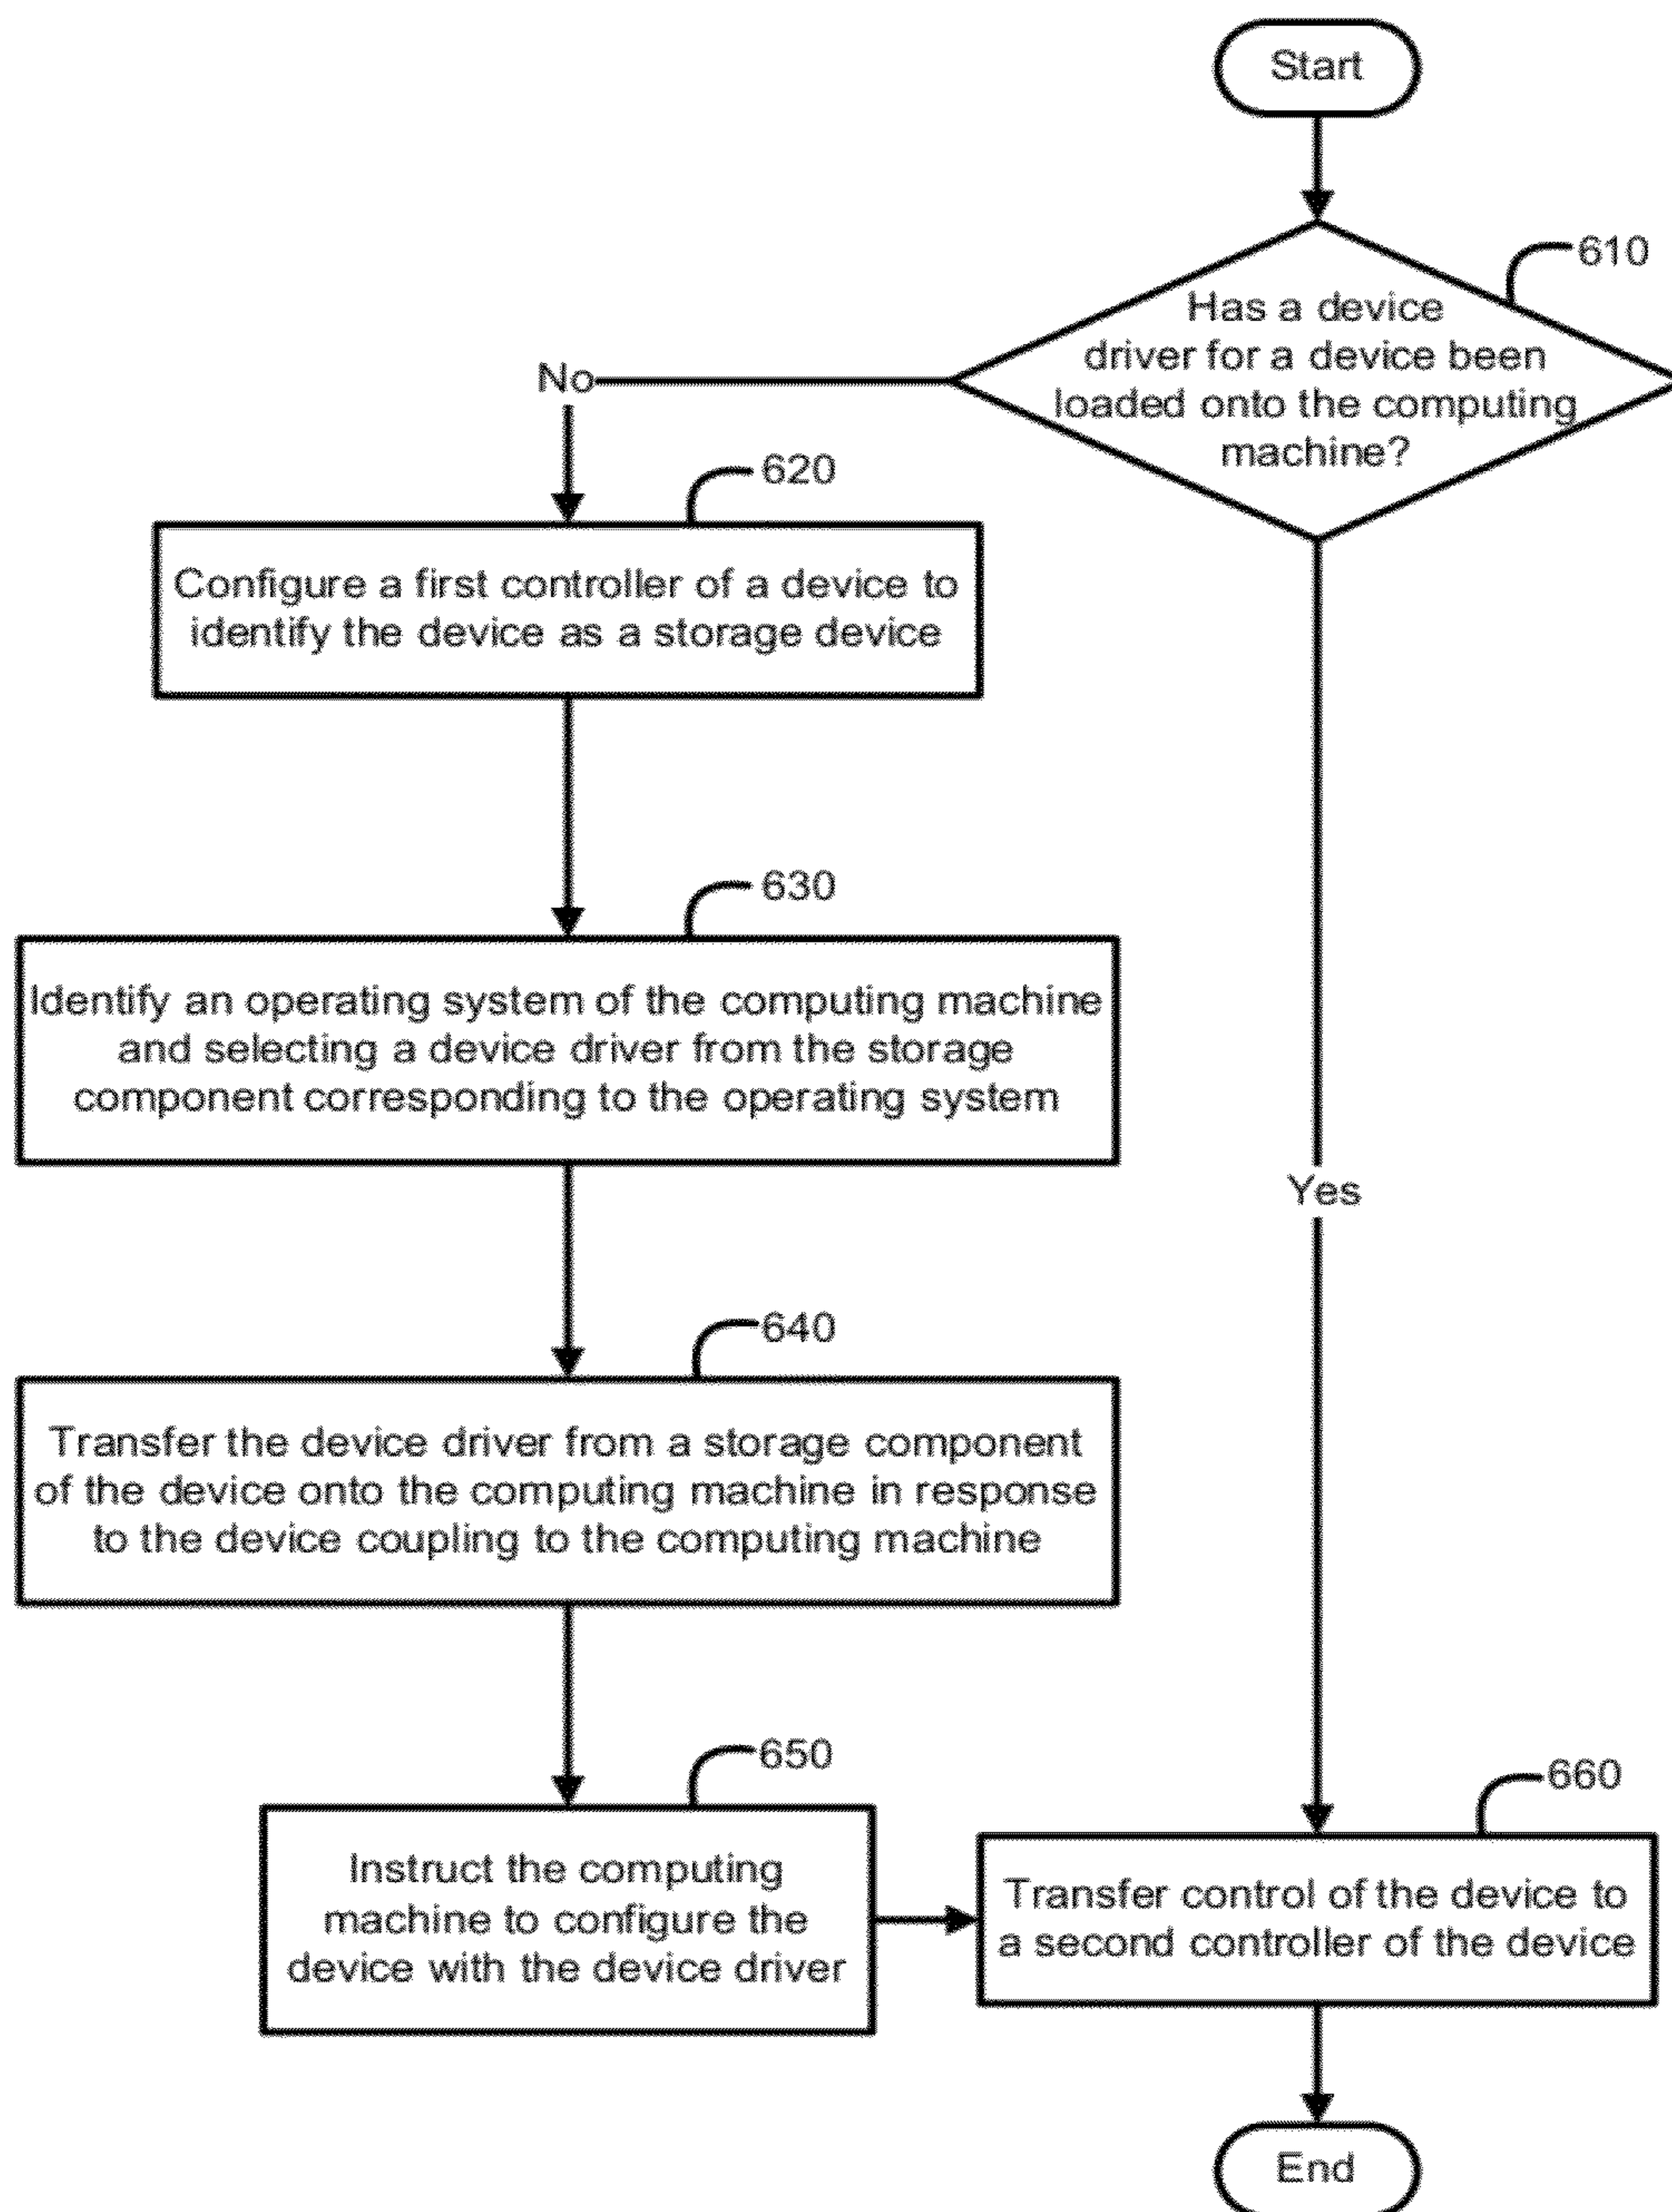 Start
610
Has a device
driver for a device been
loaded onto the computing
machine?
No
620
Configure a first controller of a device to
identify the device as a storage device
630
Identify an operating system of the computing machine
and selecting a device driver from the storage
component corresponding to the operating system
Yes
640
Transfer the device driver from a storage component
of the device onto the computing machine in response
to the device coupling to the computing machine
650
Instruct the computing
machine to configure the
device with the device driver
660
Transfer control of the device to
a second controller of the device
End